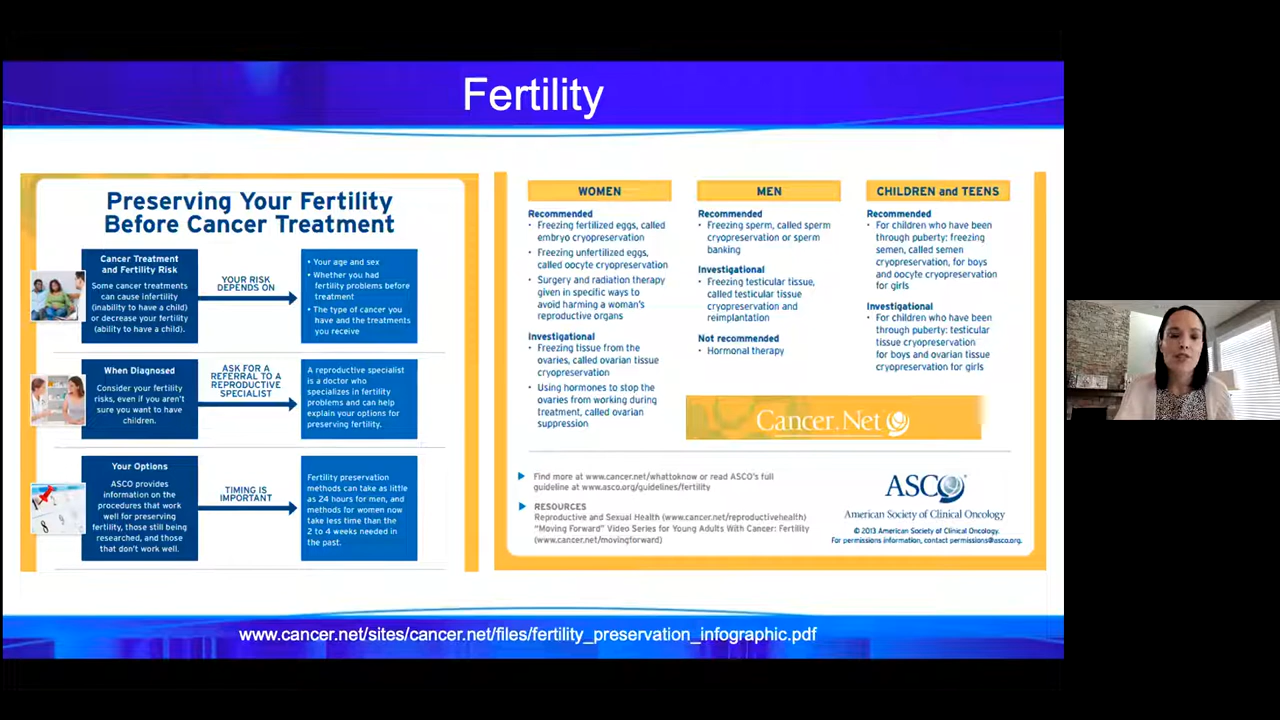 Fertility
Preserving Your Fertility
Before Cancer Treatment
Cancer Treatment
and Fertility Risk
Some cancer treatments
can cause infertility
(inability to have a child)
or decrease your fertility
(ability to have a child).
YOUR RISK
DEPENDS ON
• Your age and sex
• Whether you had
fertility problems before
treatment
• The type of cancer you
have and the treatments
you receive
When Diagnosed
Consider your fertility
risks, even if you aren't
sure you want to have
children.
ASK FOR A
REFERRAL TO A
REPRODUCTIVE
SPECIALIST
A reproductive specialist
is a doctor who
specializes in fertility
problems and can help
explain your options for
preserving fertility.
Your Options
ASCO provides
information on the
procedures that work
well for preserving
fertility, those still being
researched, and those
that don't work well.
TIMING IS
IMPORTANT
Fertility preservation
methods can take as little
as 24 hours for men, and
methods for women now
take less time than the
2 to 4 weeks needed in
the past.
WOMEN
Recommended
• Freezing fertilized eggs, called
embryo cryopreservation
• Freezing unfertilized eggs,
called oocyte cryopreservation
• Surgery and radiation therapy
given in specific ways to
avoid harming a woman's
reproductive organs
Investigational
• Freezing tissue from the
ovaries, called ovarian tissue
cryopreservation
• Using hormones to stop the
ovaries from working during
treatment, called ovarian
suppression
MEN
Recommended
• Freezing sperm, called sperm
cryopreservation or sperm
banking
Investigational
• Freezing testicular tissue,
called testicular tissue
cryopreservation and
reimplantation
Not recommended
• Hormonal therapy
CHILDREN and TEENS
Recommended
• For children who have been
through puberty: freezing
semen, called semen
cryopreservation, for boys
and oocyte cryopreservation
for girls
Investigational
• For children who have been
through puberty: testicular
tissue cryopreservation
for boys and ovarian tissue
cryopreservation for girls
Cancer.Net
Find more at www.cancer.net/whattoknow or read ASCO's full
guideline at www.asco.org/guidelines/fertility
RESOURCES
Reproductive and Sexual Health (www.cancer.net/reproductivehealth)
"Moving Forward" Video Series for Young Adults With Cancer: Fertility
(www.cancer.net/movingforward)
ASCO
American Society of Clinical Oncology
© 2013 American Society of Clinical Oncology.
For permissions information, contact permissions@asco.org.
www.cancer.net/sites/cancer.net/files/fertility_preservation_infographic.pdf